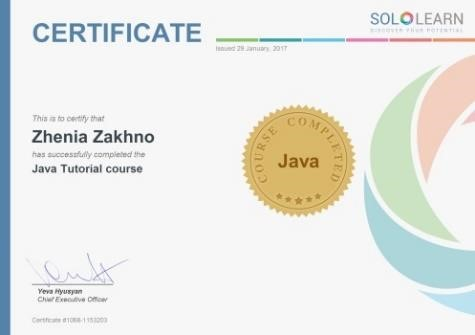 CERTIFICATE
SOLOLEARN
DISCOVER YOUR POTENTIAL
Issued 29 January, 2017
This is to certify that
Zhenia Zakhno
has successfully completed the
Java Tutorial course
COURSE COMPLETED
Java
Yeva Hyusyan
Chief Executive Officer
Certificate #1068-1153203